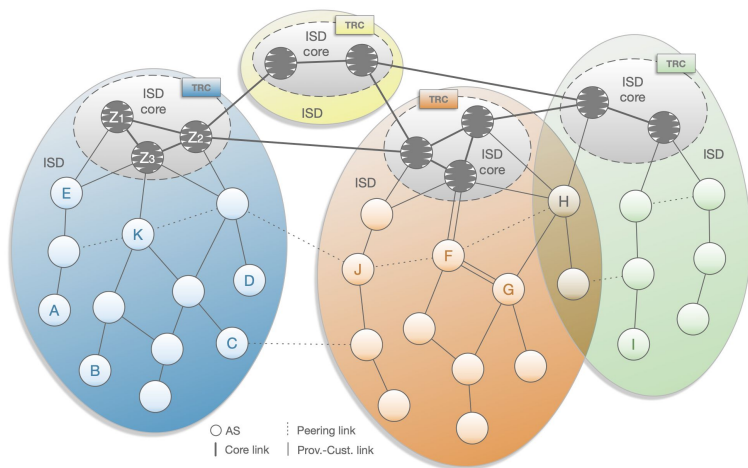 TRC
ISD
core
ISD
TRC
ISD
core
Z1
Z2
Z3
ISD
TRC
ISD
core
ISD
TRC
ISD
core
ISD
E
K
A
D
B
C
J
F
G
H
I
AS
Peering link
Core link
Prov.-Cust. link